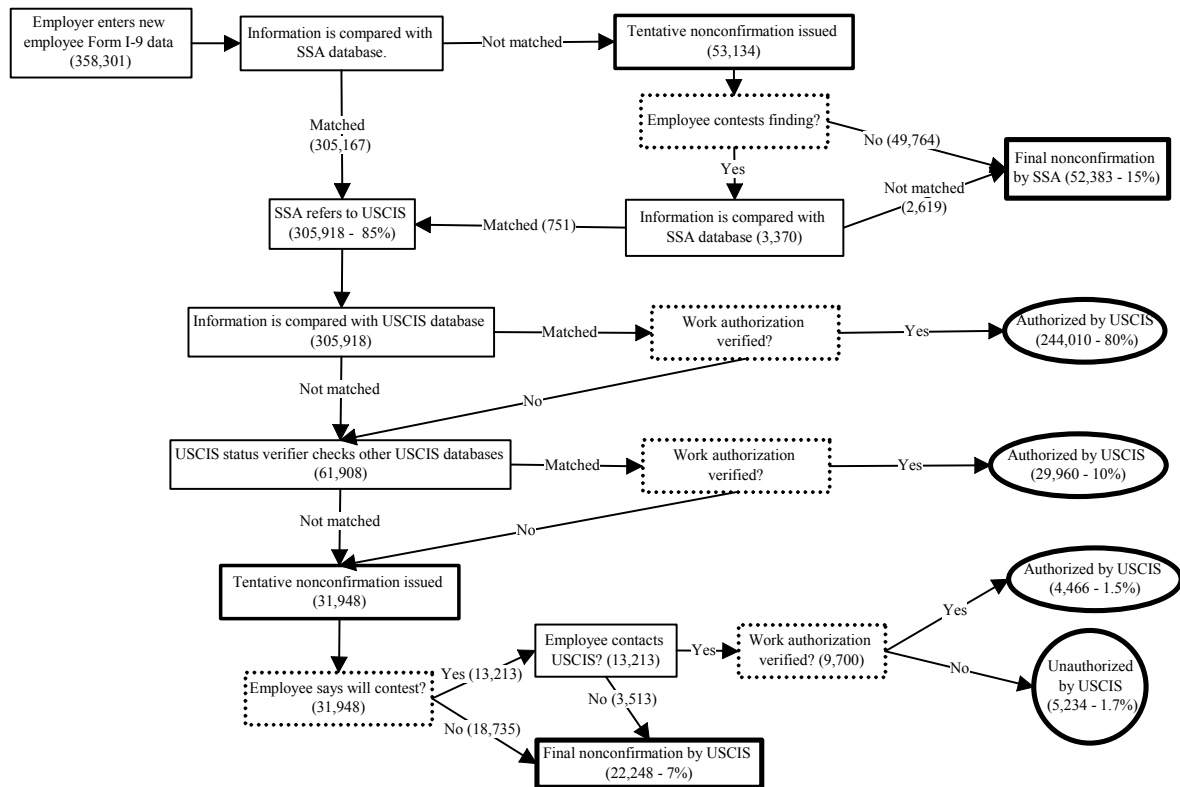 Employer enters new
employee Form I-9 data
(358,301)
Information is compared with
SSA database.
Not matched
Tentative nonconfirmation issued
(53,134)
Employee contests finding?
No (49,764)
Final nonconfirmation
by SSA (52,383 - 15%)
Matched
(305,167)
Yes
Not matched
(2,619)
SSA refers to USCIS
(305,918 - 85%)
Matched (751)
Information is compared with
SSA database (3,370)
Information is compared with USCIS database
(305,918)
Matched
Work authorization
verified?
Yes
Authorized by USCIS
(244,010 - 80%)
Not matched
No
USCIS status verifier checks other USCIS databases
(61,908)
Matched
Work authorization
verified?
Yes
Authorized by USCIS
(29,960 - 10%)
Not matched
No
Tentative nonconfirmation issued
(31,948)
Employee says will contest?
(31,948)
Yes (13,213)
Employee contacts
USCIS? (13,213)
Yes
Work authorization
verified? (9,700)
Yes
Authorized by USCIS
(4,466 - 1.5%)
No
Unauthorized
by USCIS
(5,234 - 1.7%)
No (3,513)
No (18,735)
Final nonconfirmation by USCIS
(22,248 - 7%)